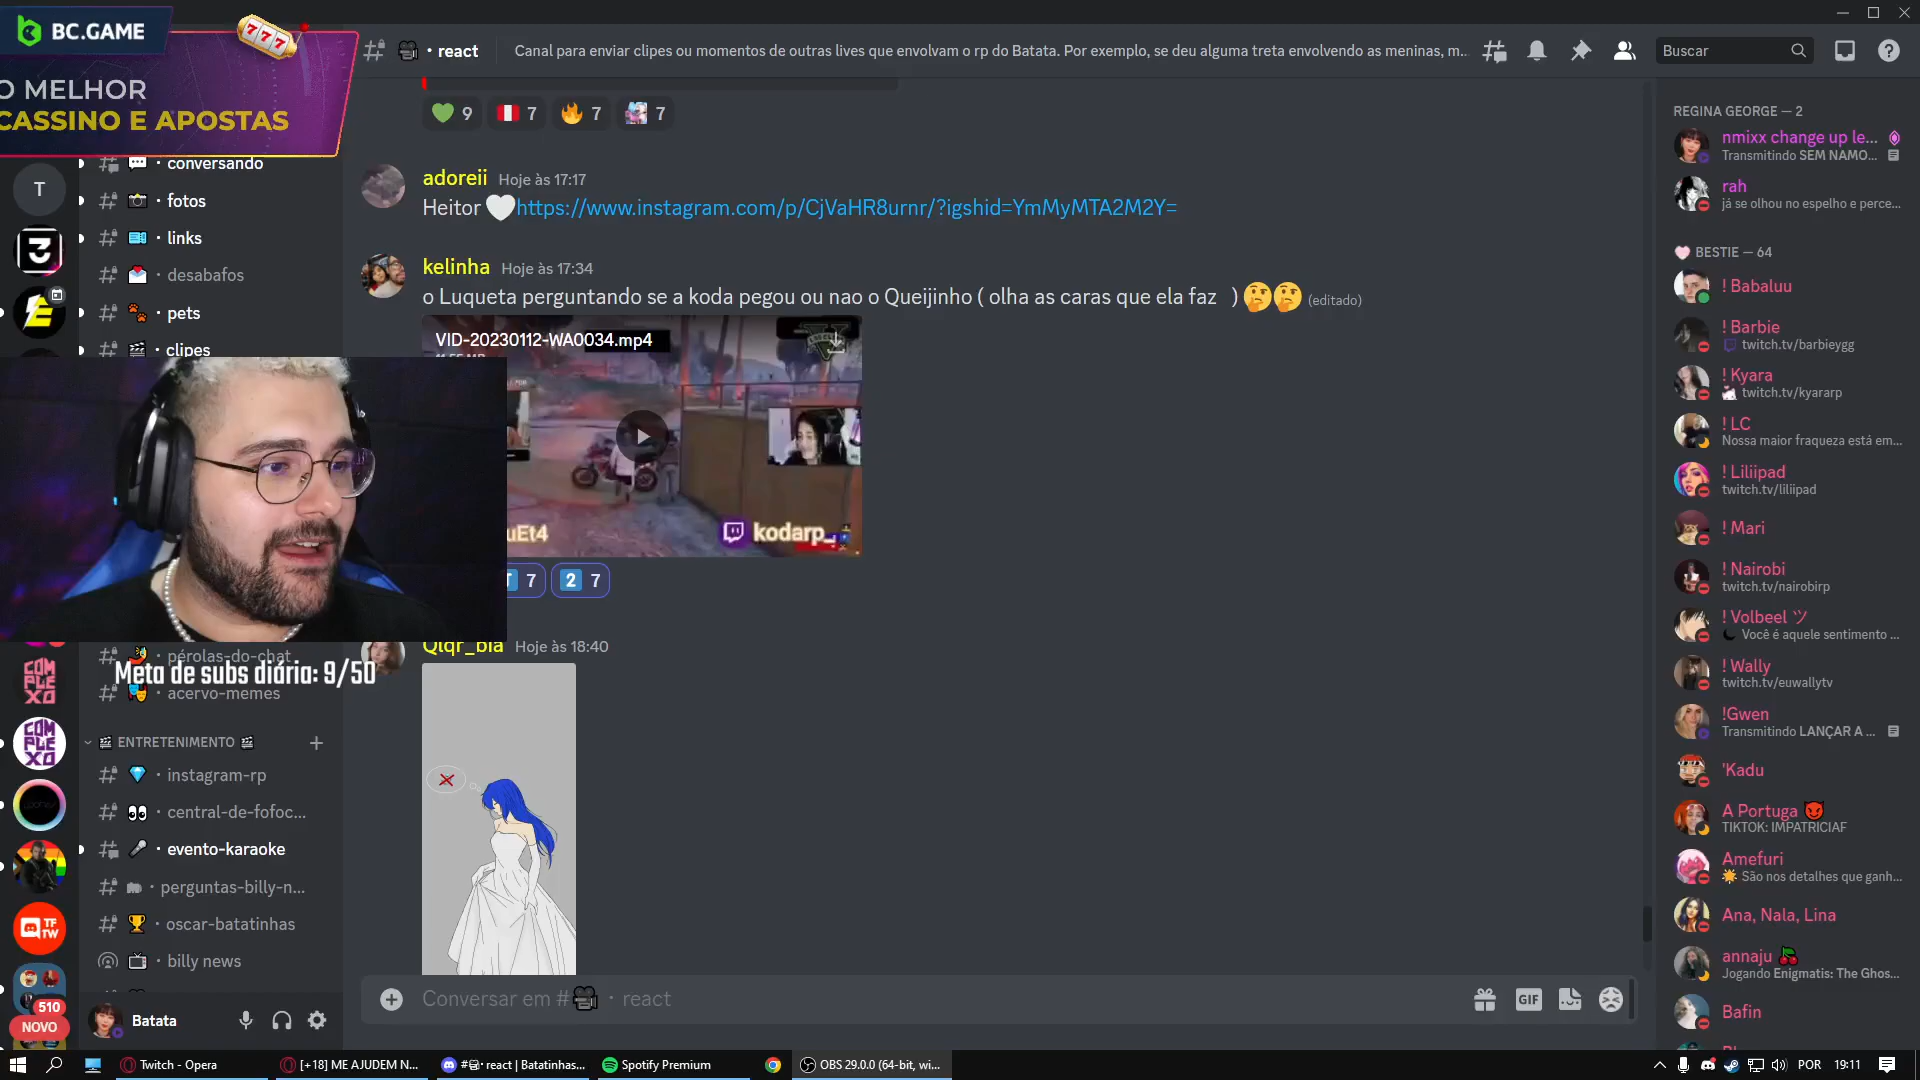 BC.GAME
777
O MELHOR
CASSINO E APOSTAS
• react
Canal para enviar clipes ou momentos de outras lives que envolvam o rp do Batata. Por exemplo, se deu alguma treta envolvendo as meninas, m...
Buscar
T
• conversando
• fotos
• links
• desabafos
• pets
• clipes
9
7
7
7
adoreii Hoje às 17:17
Heitor https://www.instagram.com/p/CjVaHR8urnr/?igshid=YmMyMTA2M2Y=
kelinha Hoje às 17:34
o Luqueta perguntando se a koda pegou ou nao o Queijinho ( olha as caras que ela faz ) (editado)
VID-20230112-WA0034.mp4
uEt4
kodarp_
T 7
2 7
Qlqr_bia Hoje às 18:40
• pérolas-do-chat
Meta de subs diária: 9/50
• acervo-memes
COMPLEXO
COMPLEXO
ENTRETENIMENTO
• instagram-rp
• central-de-fofoc...
• evento-karaoke
• perguntas-billy-n...
• oscar-batatinhas
• billy news
TF TW
510
NOVO
Batata
Conversar em # • react
GIF
REGINA GEORGE — 2
nmixx change up le...
Transmitindo SEM NAMO...
rah
já se olhou no espelho e perce...
BESTIE — 64
! Babaluu
! Barbie
twitch.tv/barbieygg
! Kyara
twitch.tv/kyararp
! LC
Nossa maior fraqueza está em...
! Liliipad
twitch.tv/liliipad
! Mari
! Nairobi
twitch.tv/nairobirp
! Volbeel ツ
Você é aquele sentimento ...
! Wally
twitch.tv/euwallytv
!Gwen
Transmitindo LANÇAR A ...
'Kadu
A Portuga
TIKTOK: IMPATRICIAF
Amefuri
São nos detalhes que ganh...
Ana, Nala, Lina
annaju
Jogando Enigmatis: The Ghos...
Bafin
Twitch - Opera
[+18] ME AJUDEM N...
# • react | Batatinhas...
Spotify Premium
OBS 29.0.0 (64-bit, wi...
POR
19:11